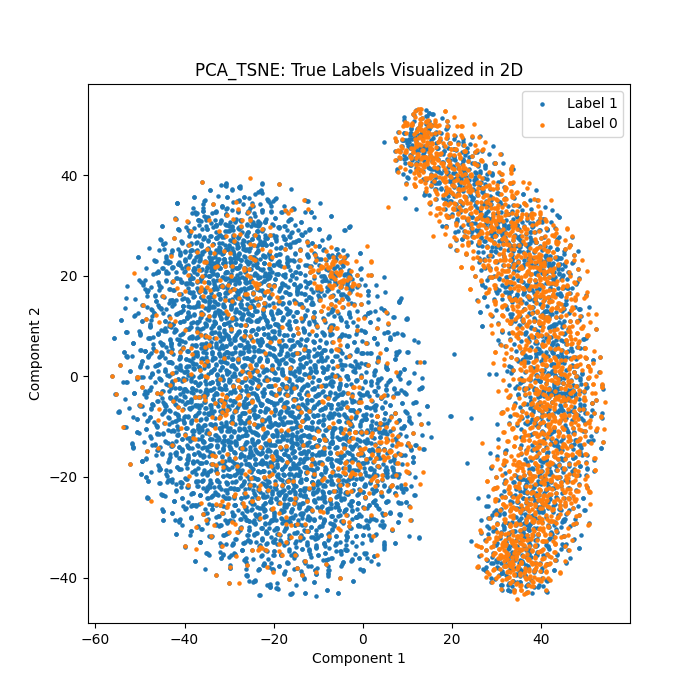 PCA_TSNE: True Labels Visualized in 2D
Label 1
Label 0
40
20
0
−20
−40
Component 2
−60
−40
−20
0
20
40
Component 1